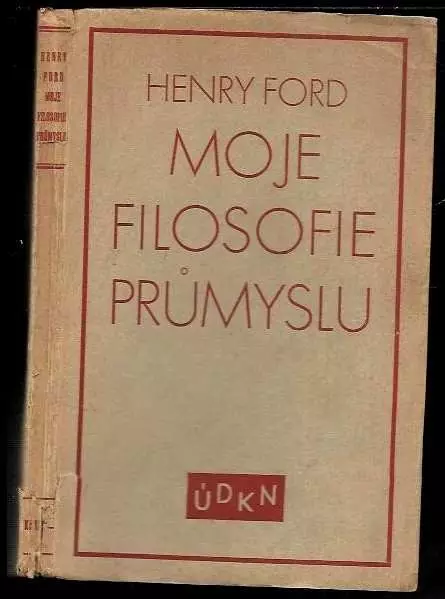 HENRY
FORD
MOJE
FILOSOFIE
PRŮMYSLU
HENRY FORD
MOJE
FILOSOFIE
PRŮMYSLU
ÚDKN